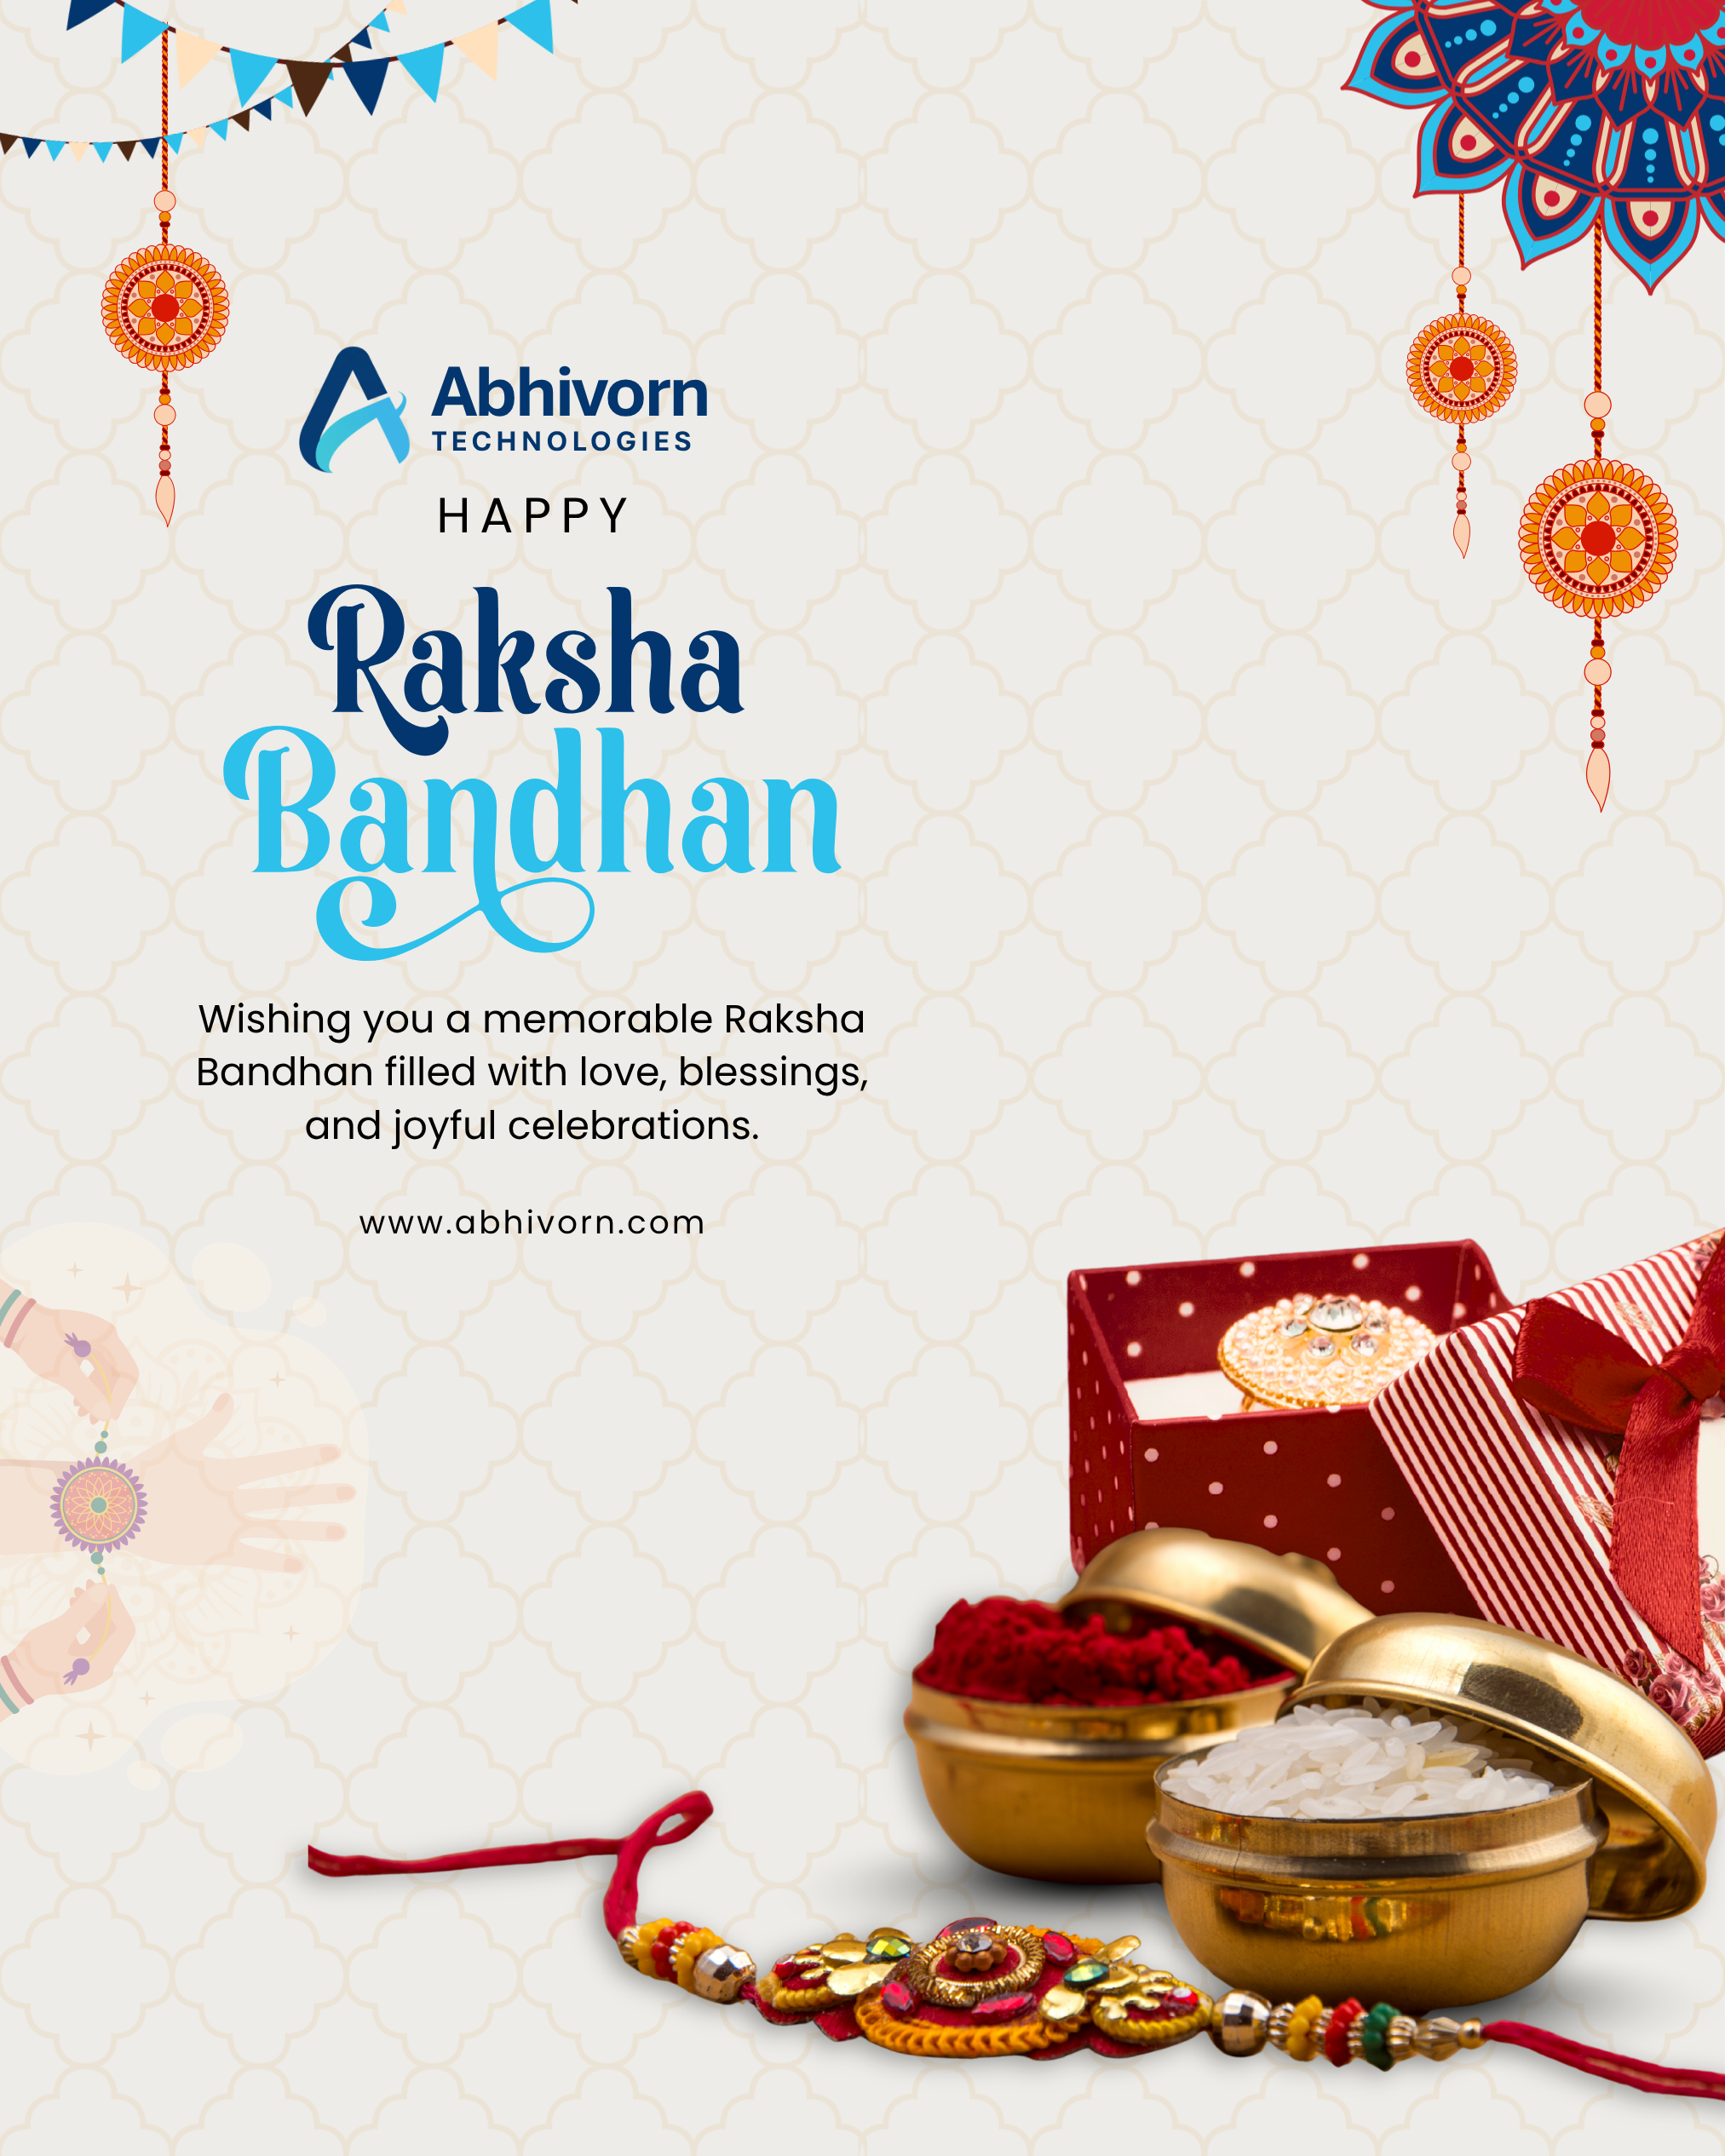 Abhivorn
TECHNOLOGIES
HAPPY
Raksha
Bandhan
Wishing you a memorable Raksha
Bandhan filled with love, blessings,
and joyful celebrations.
www.abhivorn.com